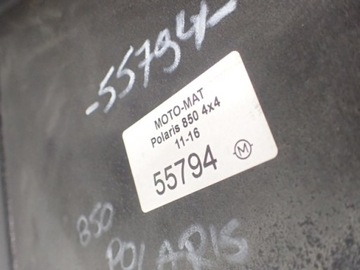 -55794-
MOTO-MAT
Polaris 850 4x4
11-16
55794 M
850
POLARIS